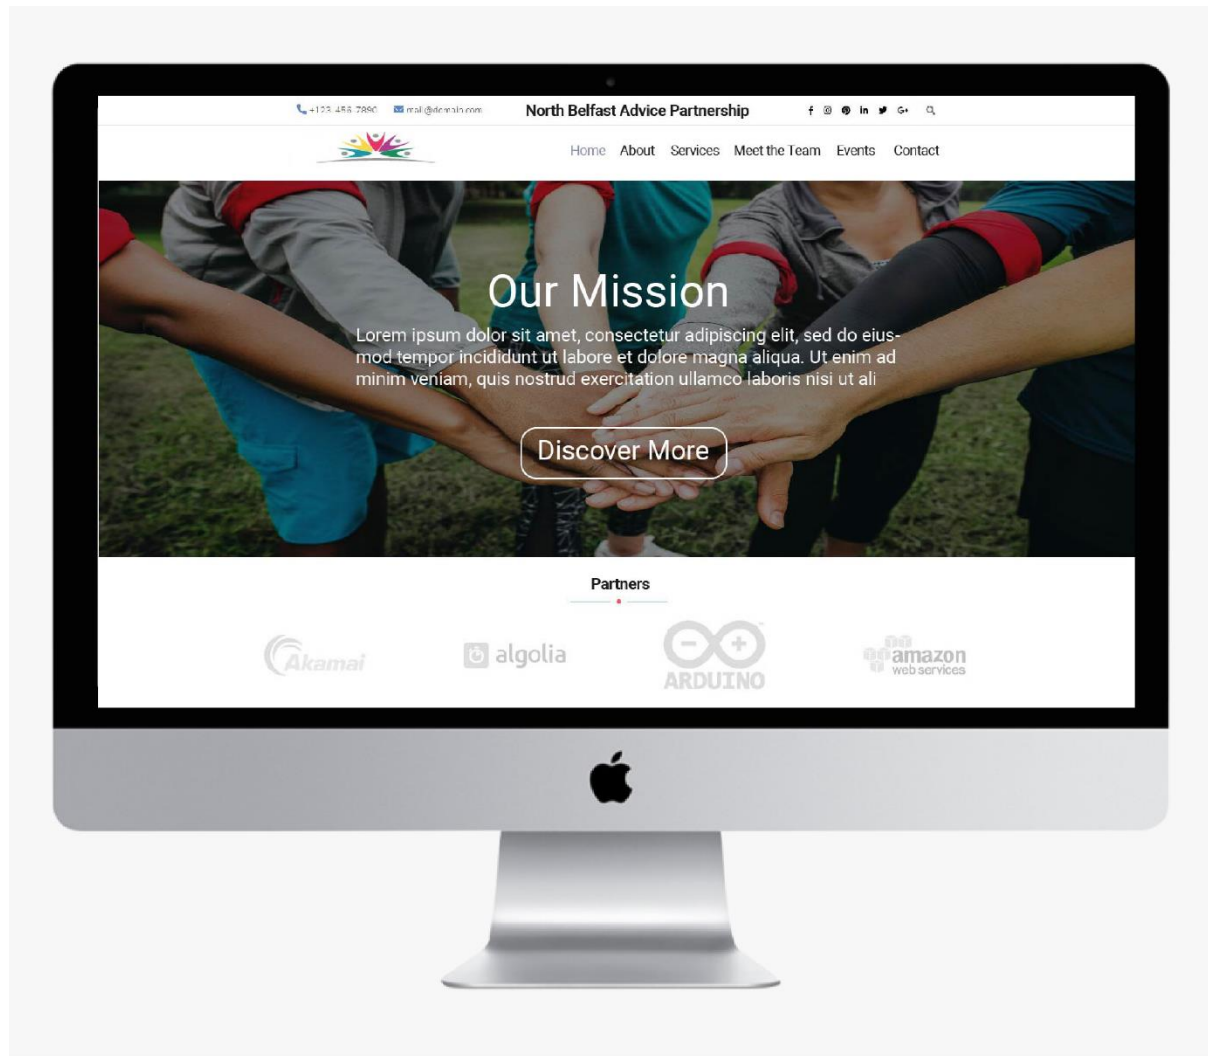 +123-456-7890 mail@domain.com North Belfast Advice Partnership
Home About Services Meet the Team Events Contact
Our Mission
Lorem ipsum dolor sit amet, consectetur adipiscing elit, sed do eius-
mod tempor incididunt ut labore et dolore magna aliqua. Ut enim ad
minim veniam, quis nostrud exercitation ullamco laboris nisi ut ali
Discover More
Partners
Akamai
algolia
ARDUINO
amazon
web services